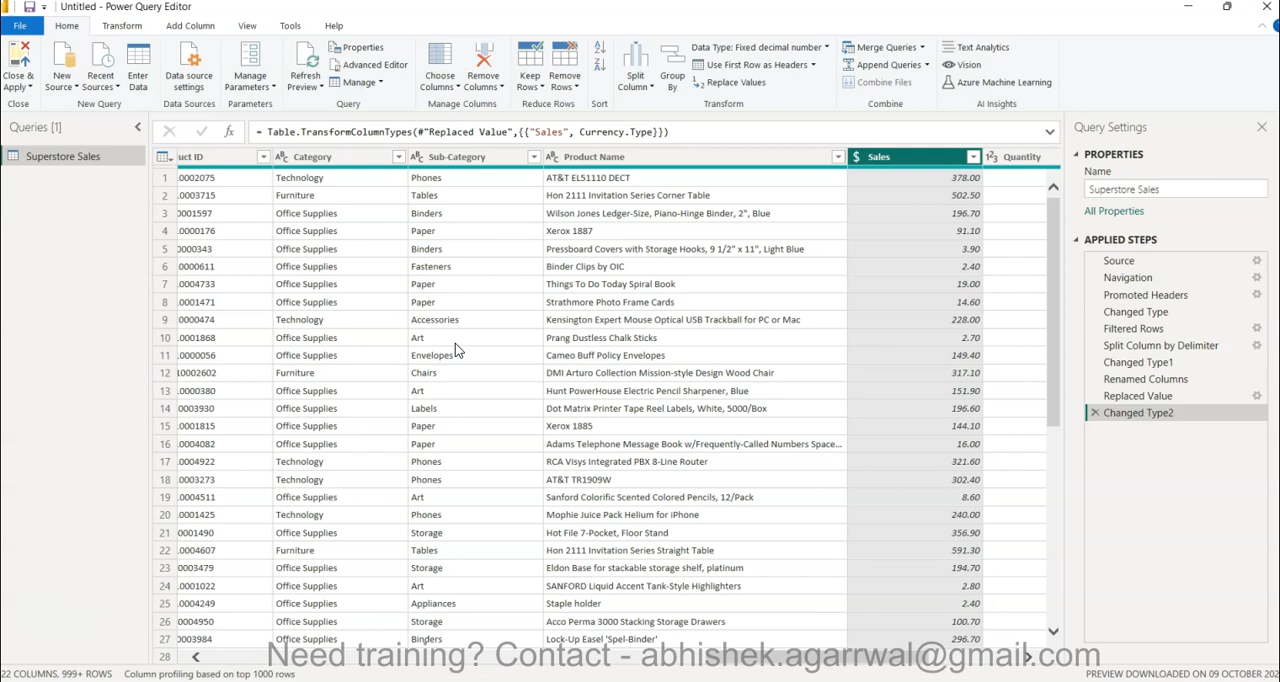 Untitled - Power Query Editor
File Home Transform Add Column View Tools Help
Close & Apply New Source Recent Sources Enter Data Data source settings Manage Parameters Refresh Preview Properties Advanced Editor Manage Choose Columns Remove Columns Keep Rows Remove Rows Split Column Group By Data Type: Fixed decimal number Use First Row as Headers Replace Values Merge Queries Append Queries Combine Files Text Analytics Vision Azure Machine Learning
Close New Query Data Sources Parameters Query Manage Columns Reduce Rows Sort Transform Combine AI Insights
Queries [1]
Superstore Sales
= Table.TransformColumnTypes(#"Replaced Value",{{"Sales", Currency.Type}})
uct ID Category Sub-Category Product Name $ Sales 123 Quantity
1 0002075 Technology Phones AT&T EL51110 DECT 378.00
2 .0003715 Furniture Tables Hon 2111 Invitation Series Corner Table 502.50
3 0001597 Office Supplies Binders Wilson Jones Ledger-Size, Piano-Hinge Binder, 2", Blue 196.70
4 0000176 Office Supplies Paper Xerox 1887 91.10
5 0000343 Office Supplies Binders Pressboard Covers with Storage Hooks, 9 1/2" x 11", Light Blue 3.90
6 0000611 Office Supplies Fasteners Binder Clips by OIC 2.40
7 .0004733 Office Supplies Paper Things To Do Today Spiral Book 19.00
8 .0001471 Office Supplies Paper Strathmore Photo Frame Cards 14.60
9 .0000474 Technology Accessories Kensington Expert Mouse Optical USB Trackball for PC or Mac 228.00
10 .0001868 Office Supplies Art Prang Dustless Chalk Sticks 2.70
11 .0000056 Office Supplies Envelopes Cameo Buff Policy Envelopes 149.40
12 10002602 Furniture Chairs DMI Arturo Collection Mission-style Design Wood Chair 317.10
13 .0000380 Office Supplies Art Hunt PowerHouse Electric Pencil Sharpener, Blue 151.90
14 0003930 Office Supplies Labels Dot Matrix Printer Tape Reel Labels, White, 5000/Box 196.60
15 .0001815 Office Supplies Paper Xerox 1885 144.10
16 .0004082 Office Supplies Paper Adams Telephone Message Book w/Frequently-Called Numbers Space... 16.00
17 .0004922 Technology Phones RCA Visys Integrated PBX 8-Line Router 321.60
18 .0003273 Technology Phones AT&T TR1909W 302.40
19 .0004511 Office Supplies Art Sanford Colorific Scented Colored Pencils, 12/Pack 8.60
20 .0001425 Technology Phones Mophie Juice Pack Helium for iPhone 240.00
21 .0001490 Office Supplies Storage Hot File 7-Pocket, Floor Stand 356.90
22 .0004607 Furniture Tables Hon 2111 Invitation Series Straight Table 591.30
23 0003479 Office Supplies Storage Eldon Base for stackable storage shelf, platinum 194.70
24 .0001022 Office Supplies Art SANFORD Liquid Accent Tank-Style Highlighters 2.80
25 .0004249 Office Supplies Appliances Staple holder 2.40
26 .0004950 Office Supplies Storage Acco Perma 3000 Stacking Storage Drawers 100.70
27 0003984 Office Supplies Binders Lock-Up Easel 'Spel-Binder' 296.70
28
Query Settings
PROPERTIES
Name
Superstore Sales
All Properties
APPLIED STEPS
Source
Navigation
Promoted Headers
Changed Type
Filtered Rows
Split Column by Delimiter
Changed Type1
Renamed Columns
Replaced Value
Changed Type2
Need training? Contact - abhishek.agarrwal@gmail.com
22 COLUMNS, 999+ ROWS Column profiling based on top 1000 rows PREVIEW DOWNLOADED ON 09 OCTOBER 202